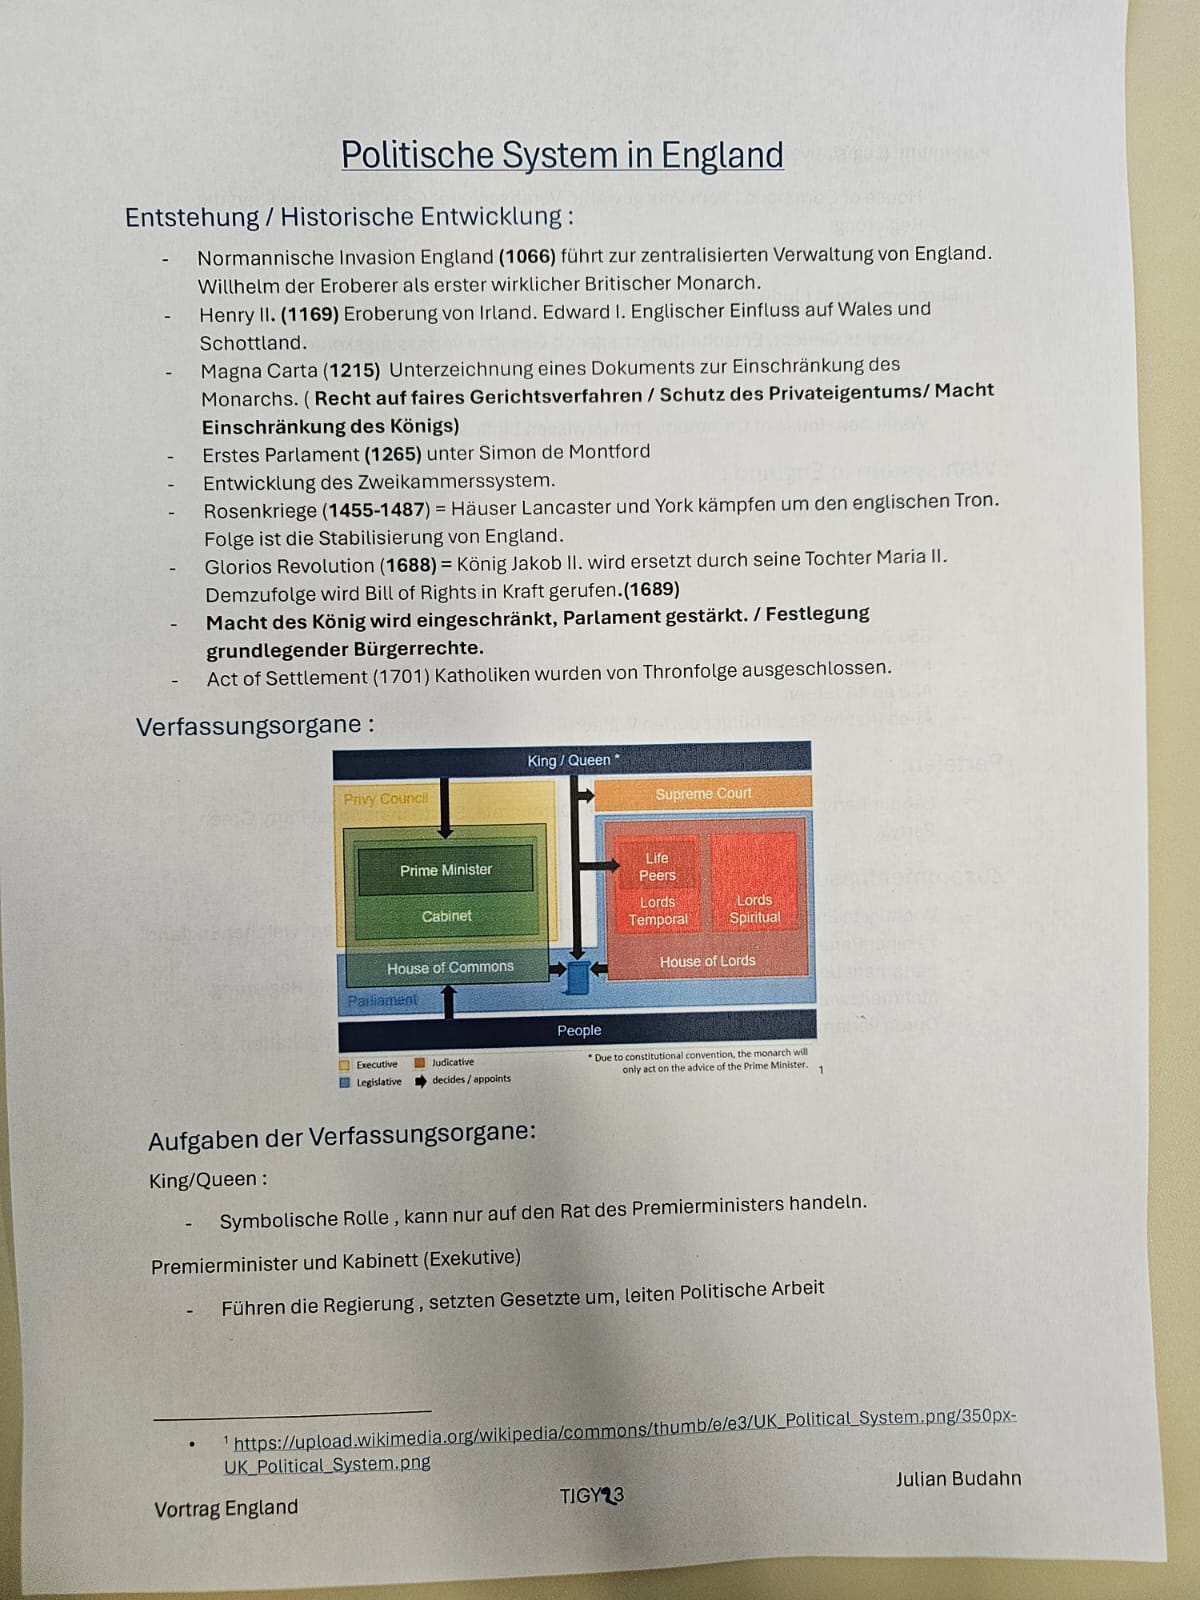 Politische System in England
Entstehung / Historische Entwicklung :
- Normannische Invasion England (1066) führt zur zentralisierten Verwaltung von England.
Willhelm der Eroberer als erster wirklicher Britischer Monarch.
- Henry II. (1169) Eroberung von Irland. Edward I. Englischer Einfluss auf Wales und
Schottland.
- Magna Carta (1215) Unterzeichnung eines Dokuments zur Einschränkung des
Monarchs. ( Recht auf faires Gerichtsverfahren / Schutz des Privateigentums/ Macht
Einschränkung des Königs)
- Erstes Parlament (1265) unter Simon de Montford
- Entwicklung des Zweikammerssystem.
- Rosenkriege (1455-1487) = Häuser Lancaster und York kämpfen um den englischen Tron.
Folge ist die Stabilisierung von England.
- Glorios Revolution (1688) = König Jakob II. wird ersetzt durch seine Tochter Maria II.
Demzufolge wird Bill of Rights in Kraft gerufen.(1689)
- Macht des König wird eingeschränkt, Parlament gestärkt. / Festlegung
grundlegender Bürgerrechte.
- Act of Settlement (1701) Katholiken wurden von Thronfolge ausgeschlossen.
Verfassungsorgane :
King / Queen *
Privy Council
Supreme Court
Prime Minister
Cabinet
Life
Peers
Lords
Temporal
Lords
Spiritual
House of Commons
House of Lords
Parliament
People
Executive
Judicative
Legislative
decides / appoints
* Due to constitutional convention, the monarch will
only act on the advice of the Prime Minister.
1
Aufgaben der Verfassungsorgane:
King/Queen :
- Symbolische Rolle , kann nur auf den Rat des Premierministers handeln.
Premierminister und Kabinett (Exekutive)
- Führen die Regierung , setzten Gesetzte um, leiten Politische Arbeit
• 1 https://upload.wikimedia.org/wikipedia/commons/thumb/e/e3/UK_Political_System.png/350px-
UK_Political_System.png
Vortrag England
TIGY23
Julian Budahn